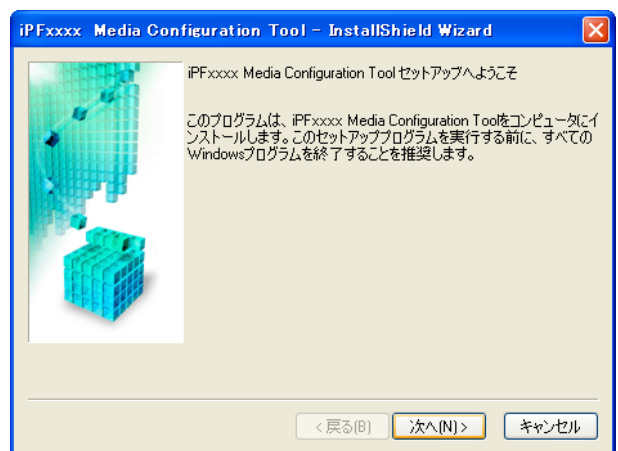 iPFxxxx Media Configuration Tool - InstallShield Wizard
iPFxxxx Media Configuration Tool セットアップへようこそ
このプログラムは、iPFxxxx Media Configuration Toolをコンピュータにイ
ンストールします。このセットアッププログラムを実行する前に、すべての
Windowsプログラムを終了することを推奨します。
< 戻る(B)
次へ(N) >
キャンセル